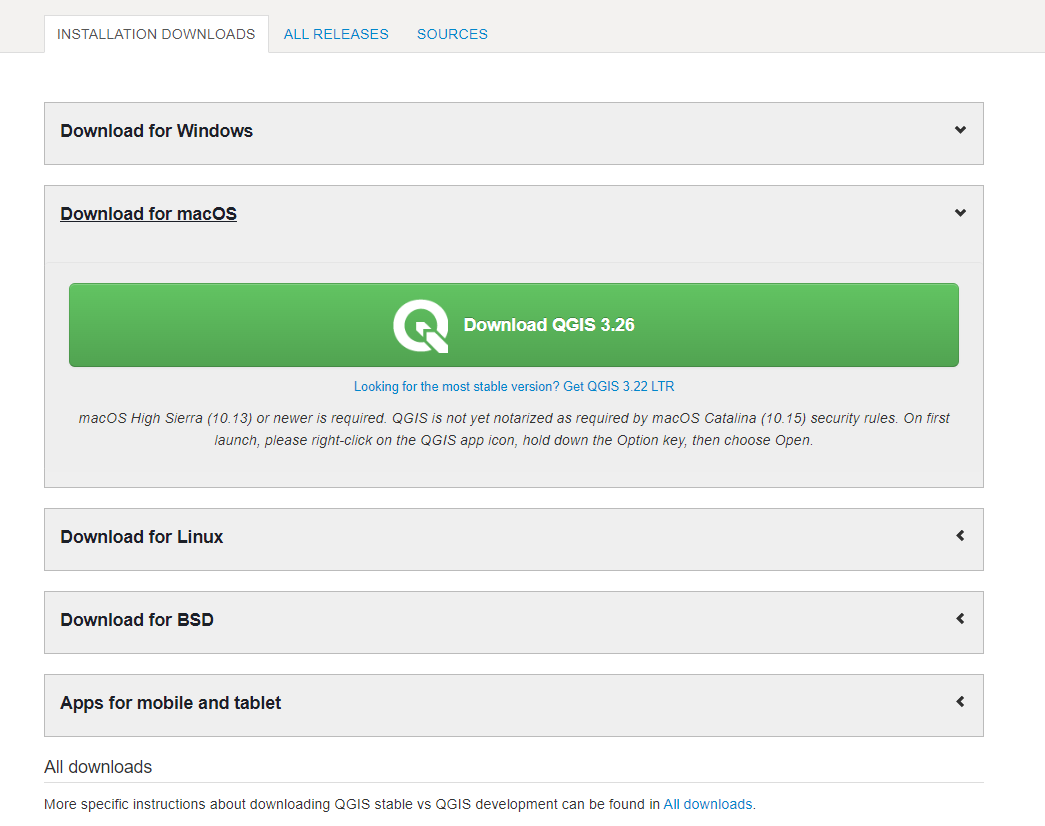 INSTALLATION DOWNLOADS ALL RELEASES SOURCES
Download for Windows
Download for macOS
Download QGIS 3.26
Looking for the most stable version? Get QGIS 3.22 LTR
macOS High Sierra (10.13) or newer is required. QGIS is not yet notarized as required by macOS Catalina (10.15) security rules. On first
launch, please right-click on the QGIS app icon, hold down the Option key, then choose Open.
Download for Linux
Download for BSD
Apps for mobile and tablet
All downloads
More specific instructions about downloading QGIS stable vs QGIS development can be found in All downloads.